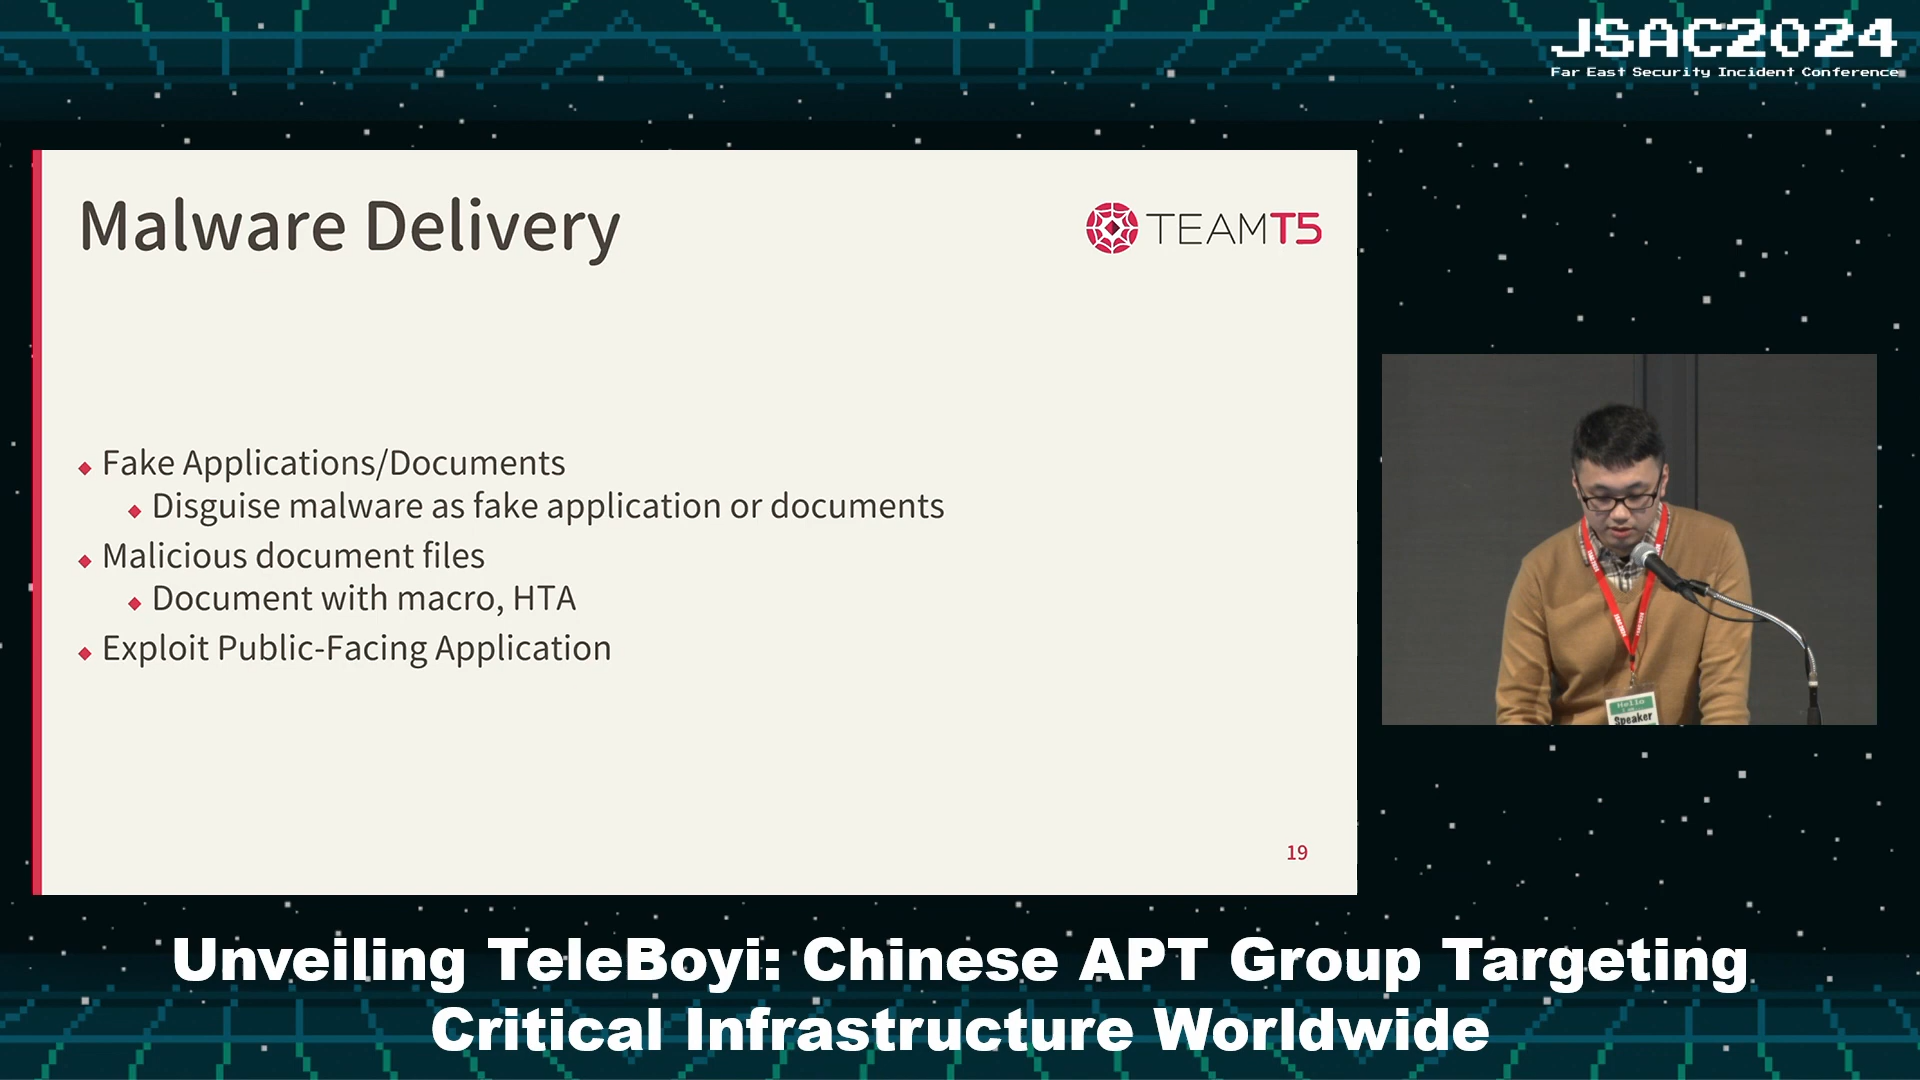 JSAC2024
Far East Security Incident Conference
Malware Delivery
TEAMT5
Fake Applications/Documents
Disguise malware as fake application or documents
Malicious document files
Document with macro, HTA
Exploit Public-Facing Application
19
Hello
Speaker
Unveiling TeleBoyi: Chinese APT Group Targeting
Critical Infrastructure Worldwide